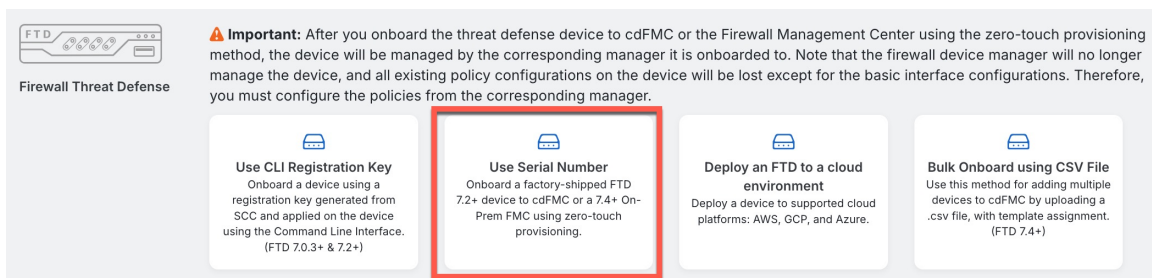 FTD
Firewall Threat Defense
Important: After you onboard the threat defense device to cdFMC or the Firewall Management Center using the zero-touch provisioning
method, the device will be managed by the corresponding manager it is onboarded to. Note that the firewall device manager will no longer
manage the device, and all existing policy configurations on the device will be lost except for the basic interface configurations. Therefore,
you must configure the policies from the corresponding manager.
Use CLI Registration Key
Onboard a device using a
registration key generated from
SCC and applied on the device
using the Command Line Interface.
(FTD 7.0.3+ & 7.2+)
Use Serial Number
Onboard a factory-shipped FTD
7.2+ device to cdFMC or a 7.4+ On-
Prem FMC using zero-touch
provisioning.
Deploy an FTD to a cloud
environment
Deploy a device to supported cloud
platforms: AWS, GCP, and Azure.
Bulk Onboard using CSV File
Use this method for adding multiple
devices to cdFMC by uploading a
.csv file, with template assignment.
(FTD 7.4+)